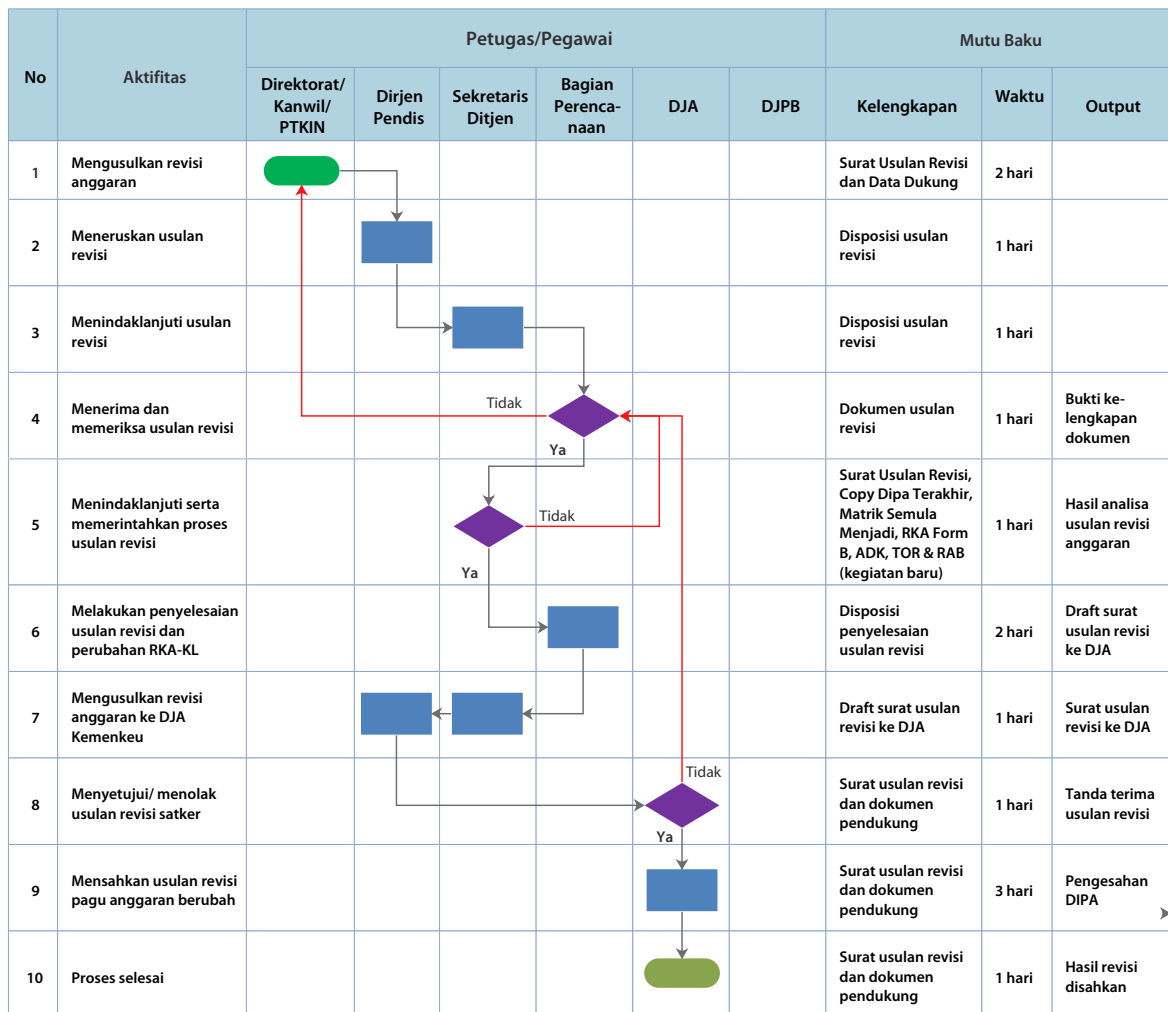 No
Aktifitas
Petugas/Pegawai
Mutu Baku
Direktorat/
Kanwil/
PTKIN
Dirjen
Pendis
Sekretaris
Ditjen
Bagian
Perenca-
naan
DJA
DJPB
Kelengkapan
Waktu
Output
1
Mengusulkan revisi
anggaran
Surat Usulan Revisi
dan Data Dukung
2 hari
2
Meneruskan usulan
revisi
Disposisi usulan
revisi
1 hari
3
Menindaklanjuti usulan
revisi
Disposisi usulan
revisi
1 hari
4
Menerima dan
memeriksa usulan revisi
Tidak
Ya
Dokumen usulan
revisi
1 hari
Bukti ke-
lengkapan
dokumen
5
Menindaklanjuti serta
memerintahkan proses
usulan revisi
Tidak
Ya
Surat Usulan Revisi,
Copy Dipa Terakhir,
Matrik Semula
Menjadi, RKA Form
B, ADK, TOR & RAB
(kegiatan baru)
1 hari
Hasil analisa
usulan revisi
anggaran
6
Melakukan penyelesaian
usulan revisi dan
perubahan RKA-KL
Disposisi
penyelesaian
usulan revisi
2 hari
Draft surat
usulan revisi
ke DJA
7
Mengusulkan revisi
anggaran ke DJA
Kemenkeu
Draft surat usulan
revisi ke DJA
1 hari
Surat usulan
revisi ke DJA
8
Menyetujui/ menolak
usulan revisi satker
Tidak
Ya
Surat usulan revisi
dan dokumen
pendukung
1 hari
Tanda terima
usulan revisi
9
Mensahkan usulan revisi
pagu anggaran berubah
Surat usulan revisi
dan dokumen
pendukung
3 hari
Pengesahan
DIPA
10
Proses selesai
Surat usulan revisi
dan dokumen
pendukung
1 hari
Hasil revisi
disahkan